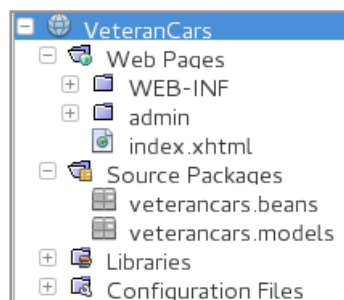 VeteranCars
Web Pages
WEB-INF
admin
index.xhtml
Source Packages
veterancars.beans
veterancars.models
Libraries
Configuration Files